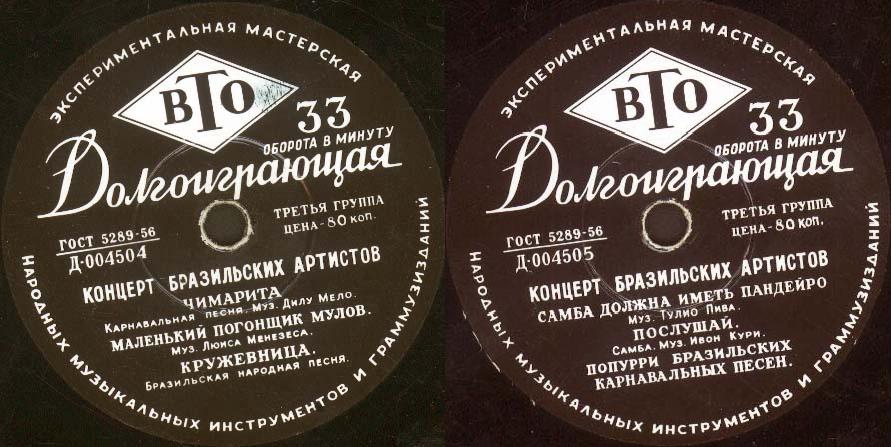 ЭКСПЕРИМЕНТАЛЬНАЯ МАСТЕРСКАЯ
ВТО
33
ОБОРОТА В МИНУТУ
Долгоиграющая
ТРЕТЬЯ ГРУППА
ЦЕНА-80 КОП.
ГОСТ 5289-56
Д-004504
КОНЦЕРТ БРАЗИЛЬСКИХ АРТИСТОВ
ЧИМАРИТА
Карнавальная песня. Муз. Дилу Мело.
МАЛЕНЬКИЙ ПОГОНЩИК МУЛОВ.
Муз. Люиса Менезеса.
КРУЖЕВНИЦА.
Бразильская народная песня.
НАРОДНЫХ МУЗЫКАЛЬНЫХ ИНСТРУМЕНТОВ И ГРАММУЗИЗДАНИЙ
ЭКСПЕРИМЕНТАЛЬНАЯ МАСТЕРСКАЯ
ВТО
33
ОБОРОТА В МИНУТУ
Долгоиграющая
ТРЕТЬЯ ГРУППА
ЦЕНА-80 КОП.
ГОСТ 5289-56
Д-004505
КОНЦЕРТ БРАЗИЛЬСКИХ АРТИСТОВ
САМБА ДОЛЖНА ИМЕТЬ ПАНДЕЙРО
Муз. Тулио Пива.
ПОСЛУШАЙ.
Самба. Муз. Ивон Кури.
ПОПУРРИ БРАЗИЛЬСКИХ
КАРНАВАЛЬНЫХ ПЕСЕН.
НАРОДНЫХ МУЗЫКАЛЬНЫХ ИНСТРУМЕНТОВ И ГРАММУЗИЗДАНИЙ